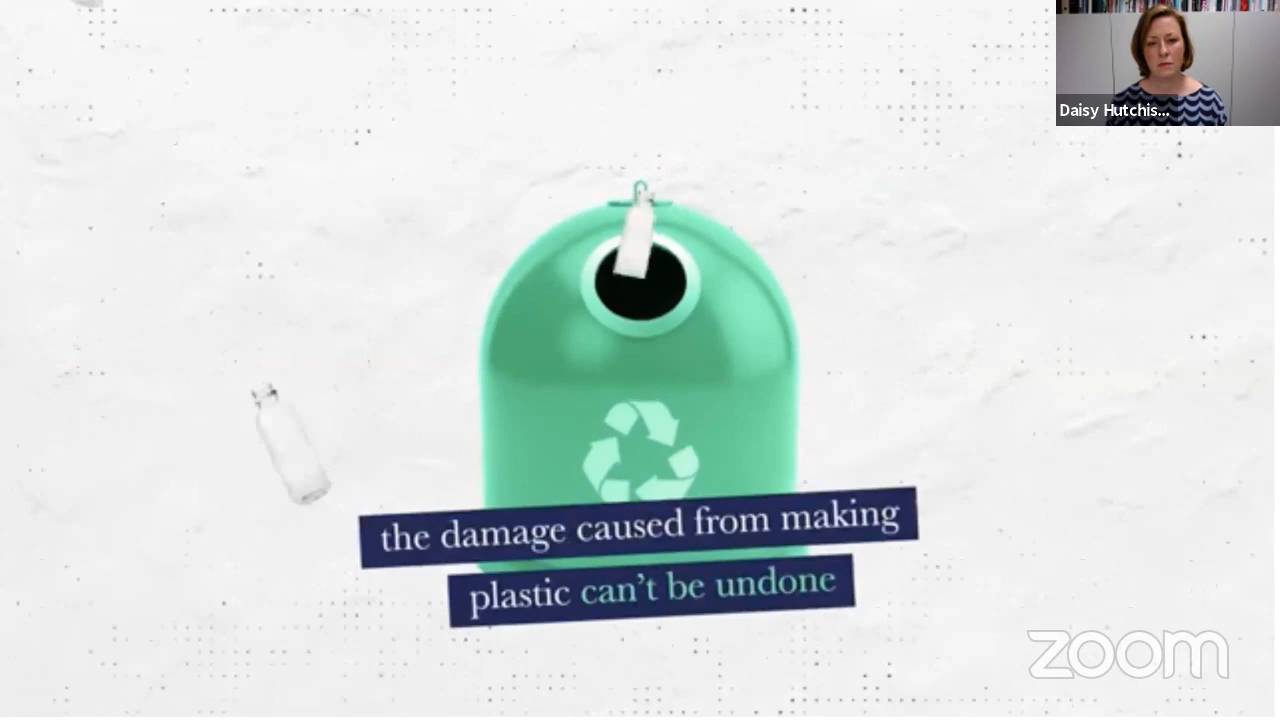 Daisy Hutchis...
the damage caused from making
plastic can't be undone
zoom